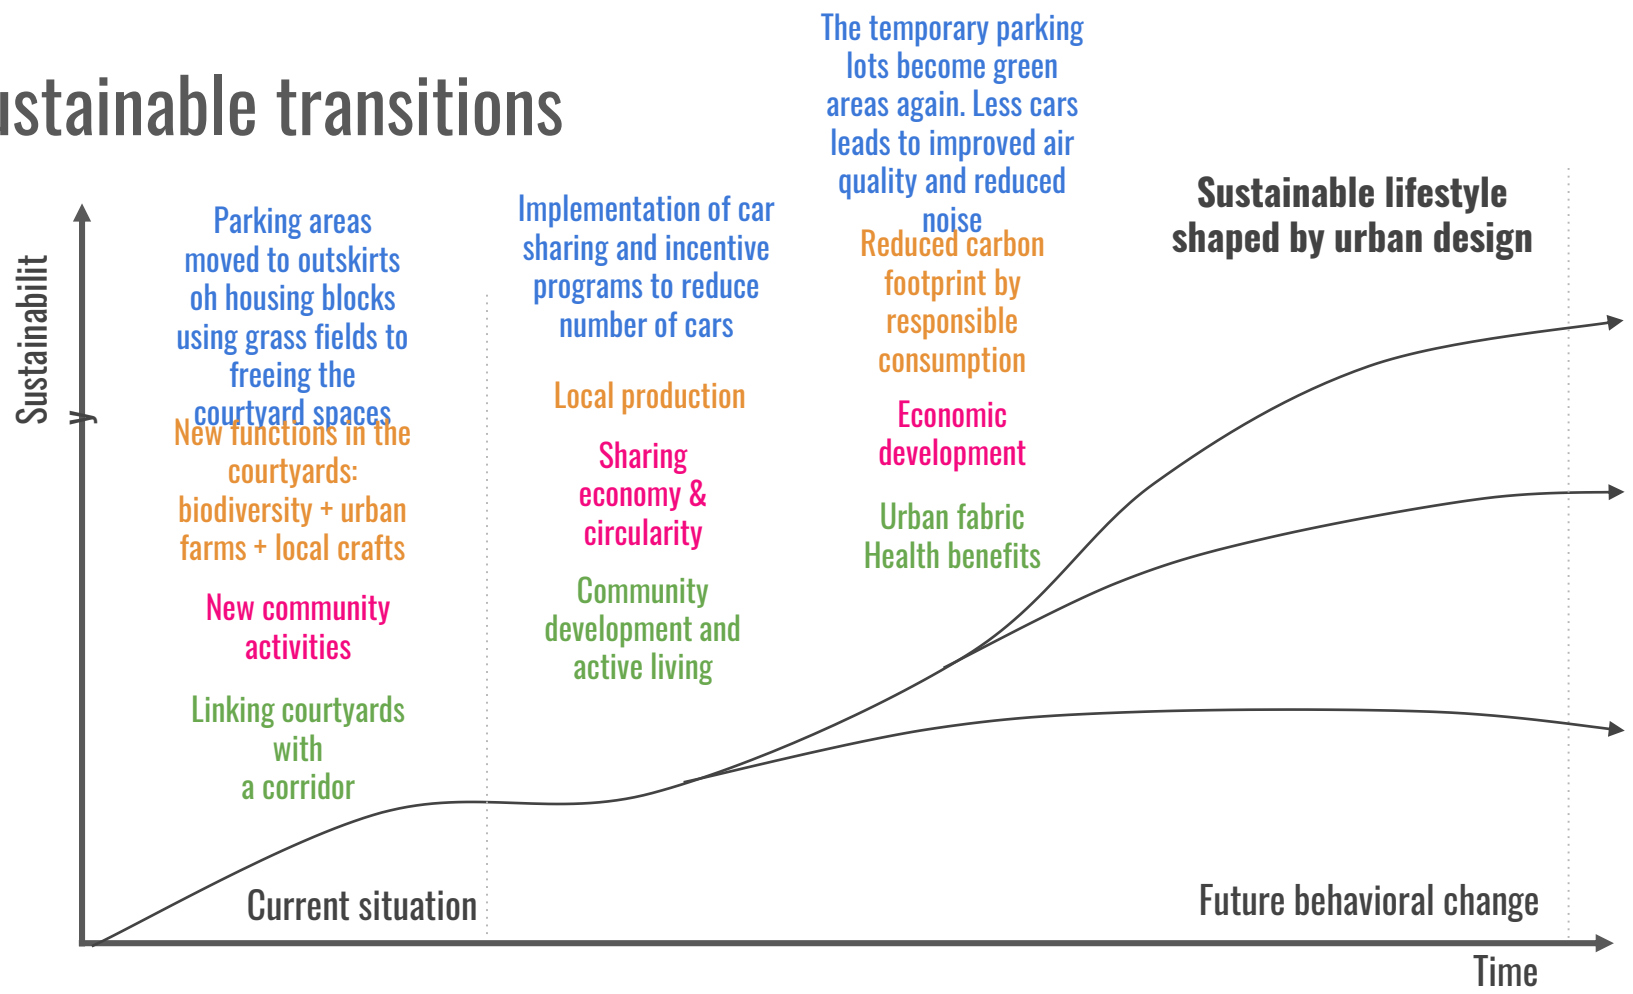 ustainable transitions
Sustainabilit
y
Parking areas
moved to outskirts
oh housing blocks
using grass fields to
freeing the
courtyard spaces
New functions in the
courtyards:
biodiversity + urban
farms + local crafts
New community
activities
Linking courtyards
with
a corridor
Implementation of car
sharing and incentive
programs to reduce
number of cars
Local production
Sharing
economy &
circularity
Community
development and
active living
The temporary parking
lots become green
areas again. Less cars
leads to improved air
quality and reduced
noise
Reduced carbon
footprint by
responsible
consumption
Economic
development
Urban fabric
Health benefits
Sustainable lifestyle
shaped by urban design
Current situation
Future behavioral change
Time